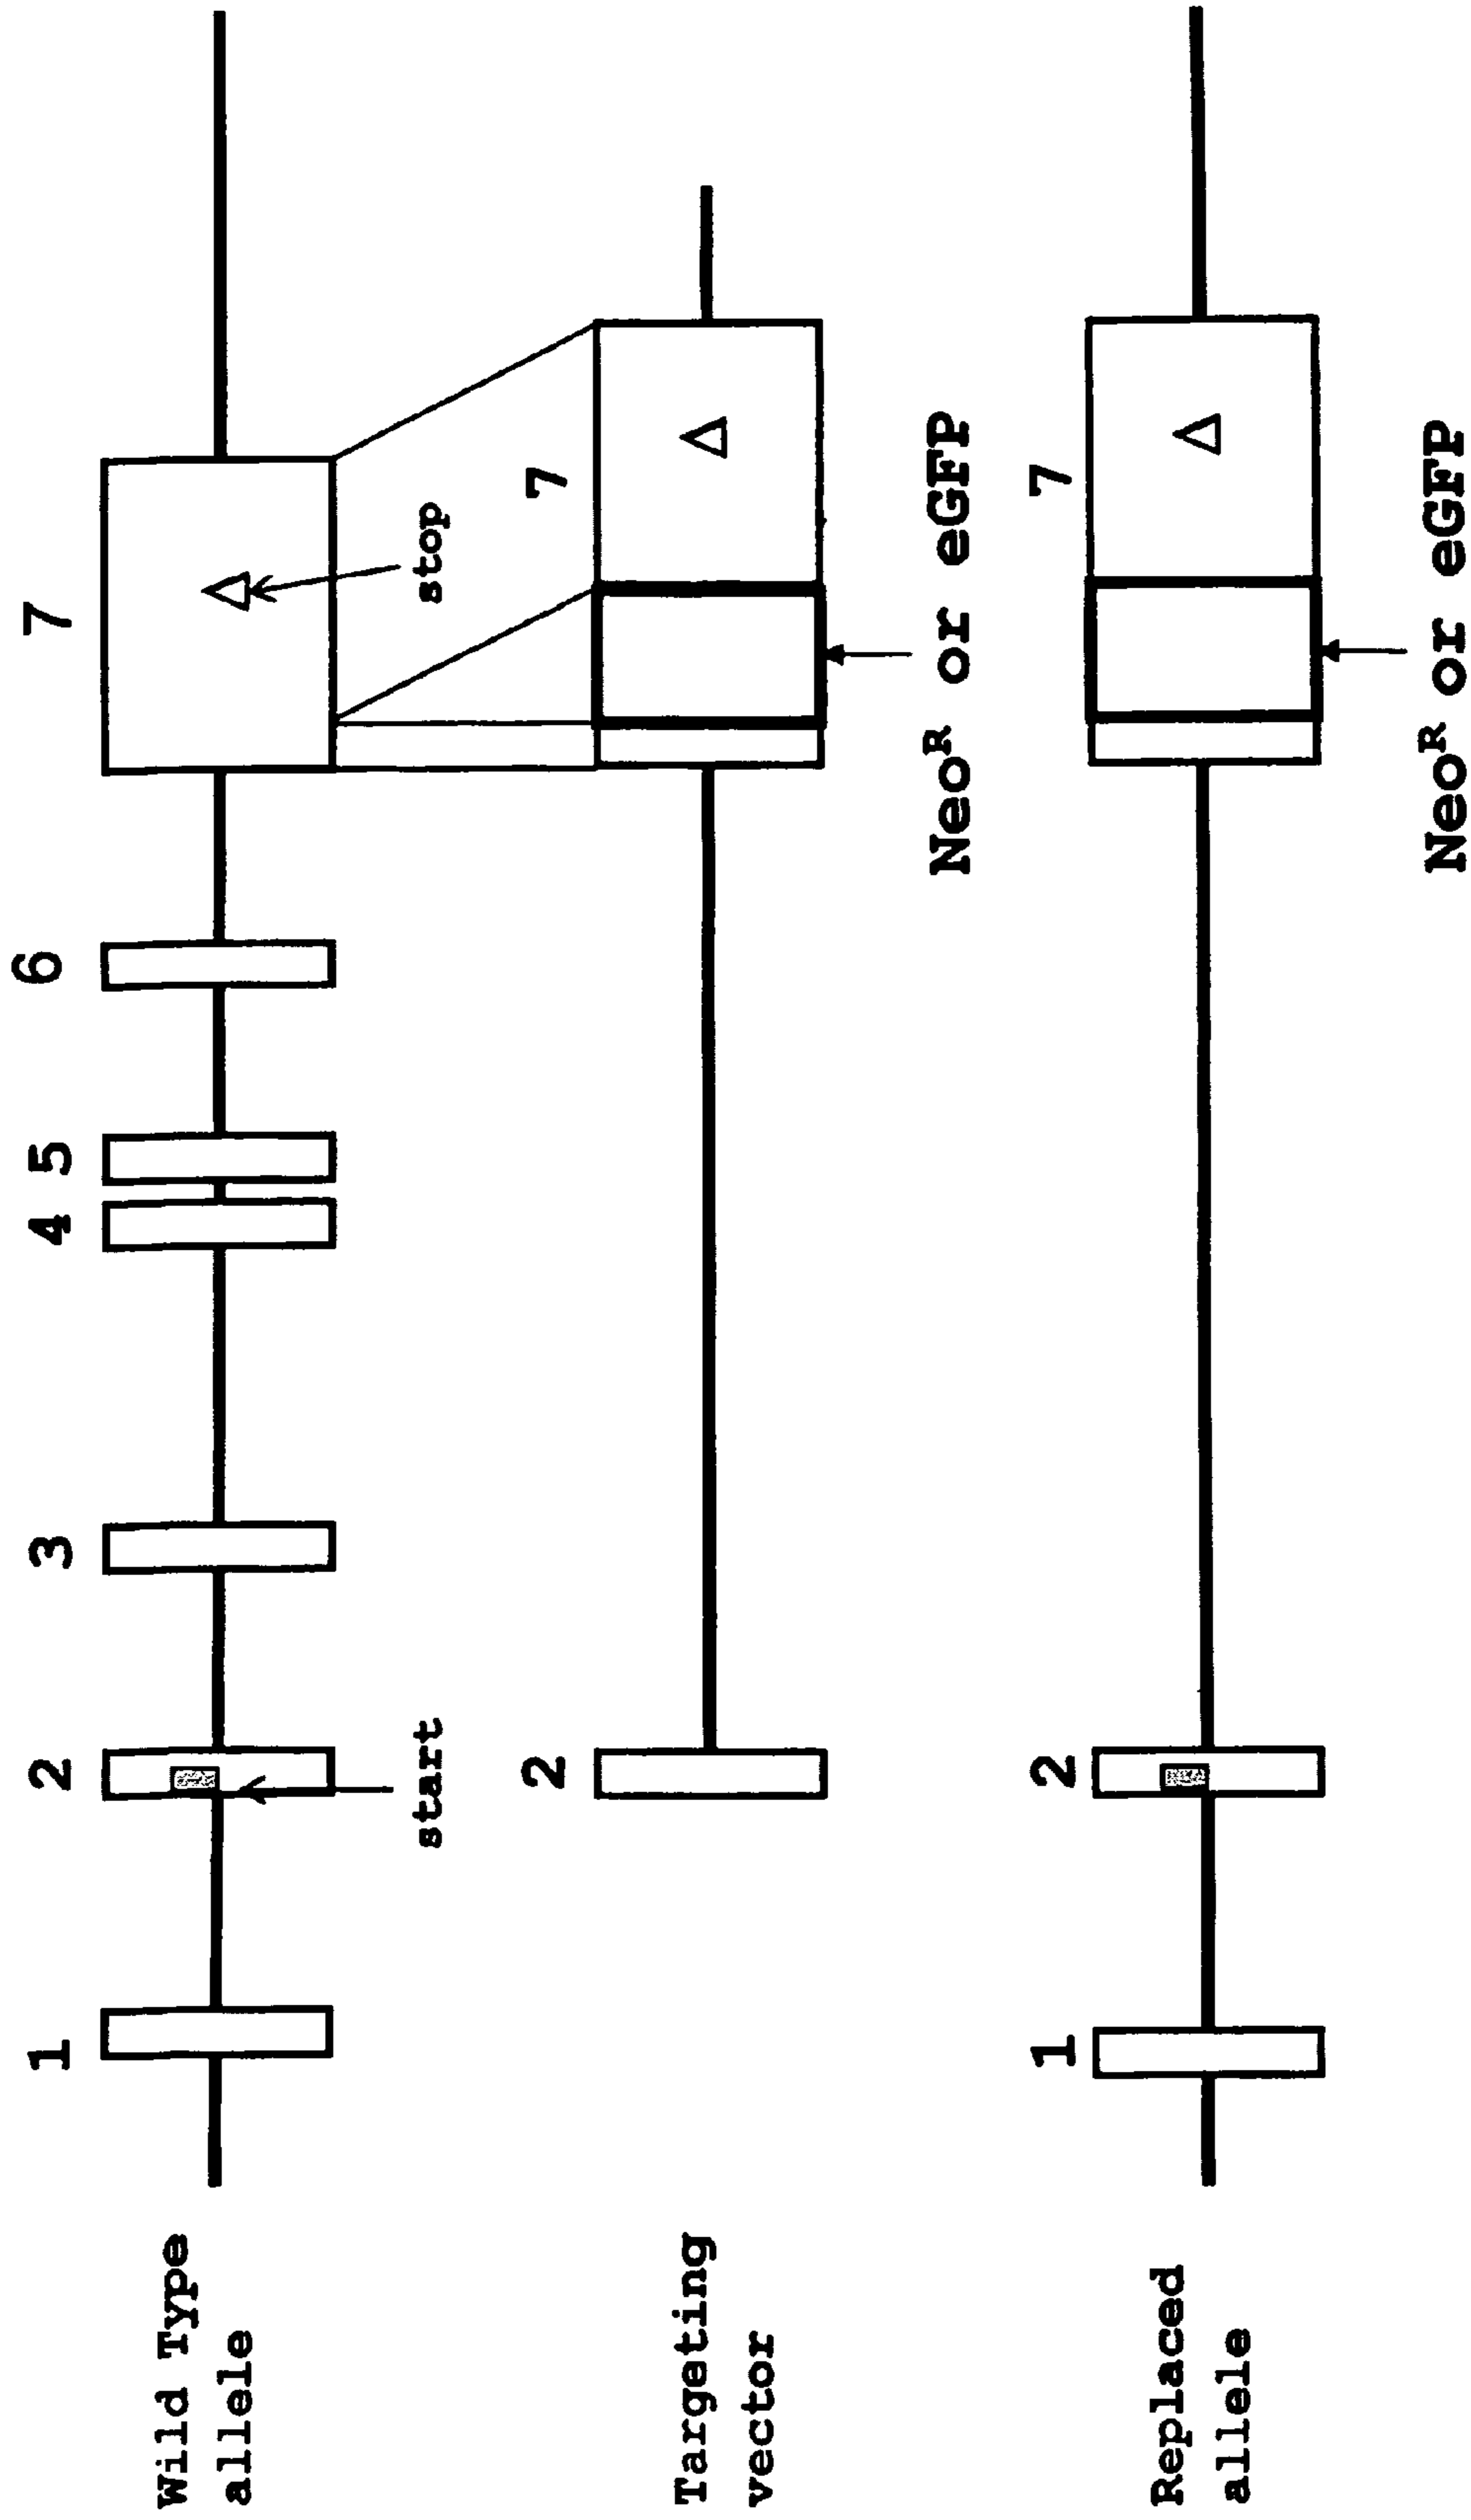 1 2 3 4 5 6 7
Wild Type
allele
start
stop
2 7
Targeting
vector
Neoᴿ or eGFP
1 2 7
Replaced
allele
Neoᴿ or eGFP